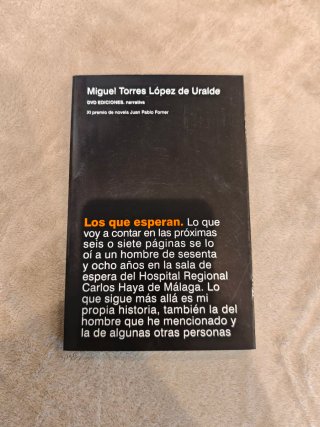 Miguel Torres López de Uralde
DVD EDICIONES. narrativa
XI premio de novela Juan Pablo Forner
Los que esperan. Lo que
voy a contar en las próximas
seis o siete páginas se lo
oí a un hombre de sesenta
y ocho años en la sala de
espera del Hospital Regional
Carlos Haya de Málaga. Lo
que sigue más allá es mi
propia historia, también la del
hombre que he mencionado y
la de algunas otras personas